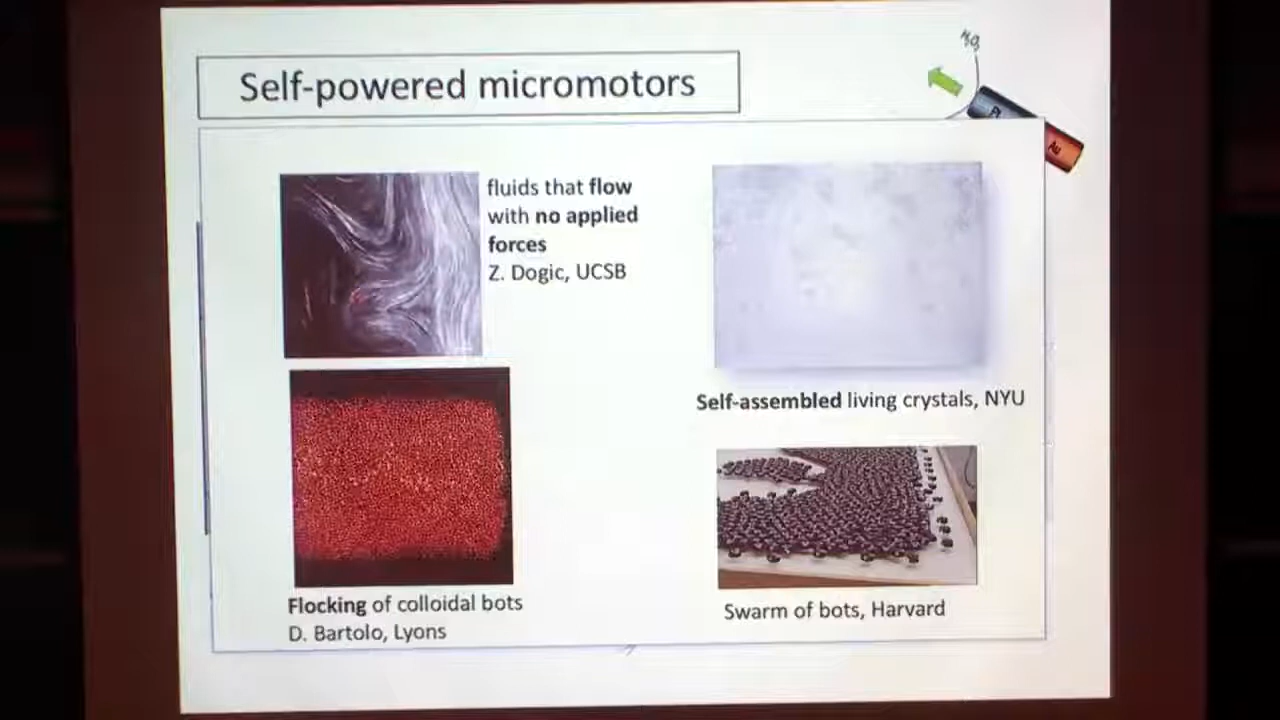 Self-powered micromotors
Au
fluids that flow
with no applied
forces
Z. Dogic, UCSB
Self-assembled living crystals, NYU
Flocking of colloidal bots
D. Bartolo, Lyons
Swarm of bots, Harvard